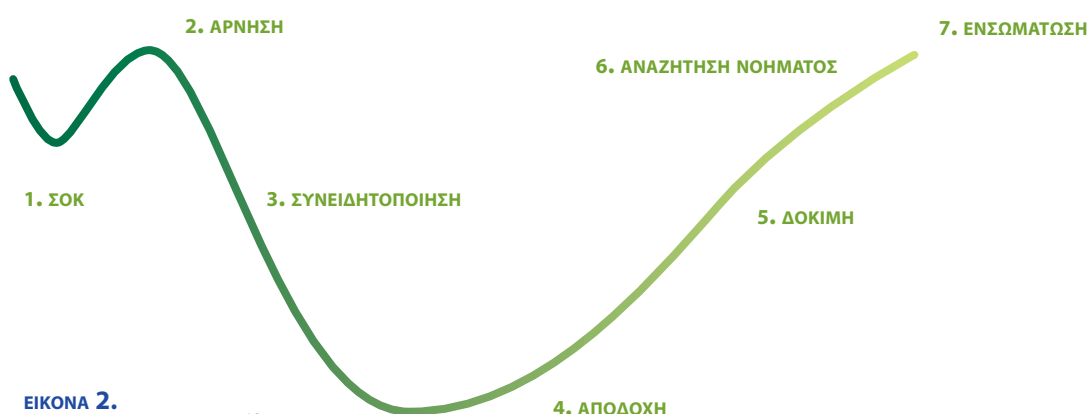 2. ΑΡΝΗΣΗ
7. ΕΝΣΩΜΑΤΩΣΗ
6. ΑΝΑΖΗΤΗΣΗ ΝΟΗΜΑΤΟΣ
1. ΣΟΚ
3. ΣΥΝΕΙΔΗΤΟΠΟΙΗΣΗ
5. ΔΟΚΙΜΗ
ΕΙΚΟΝΑ 2.
4. ΑΠΟΔΟΧΗ